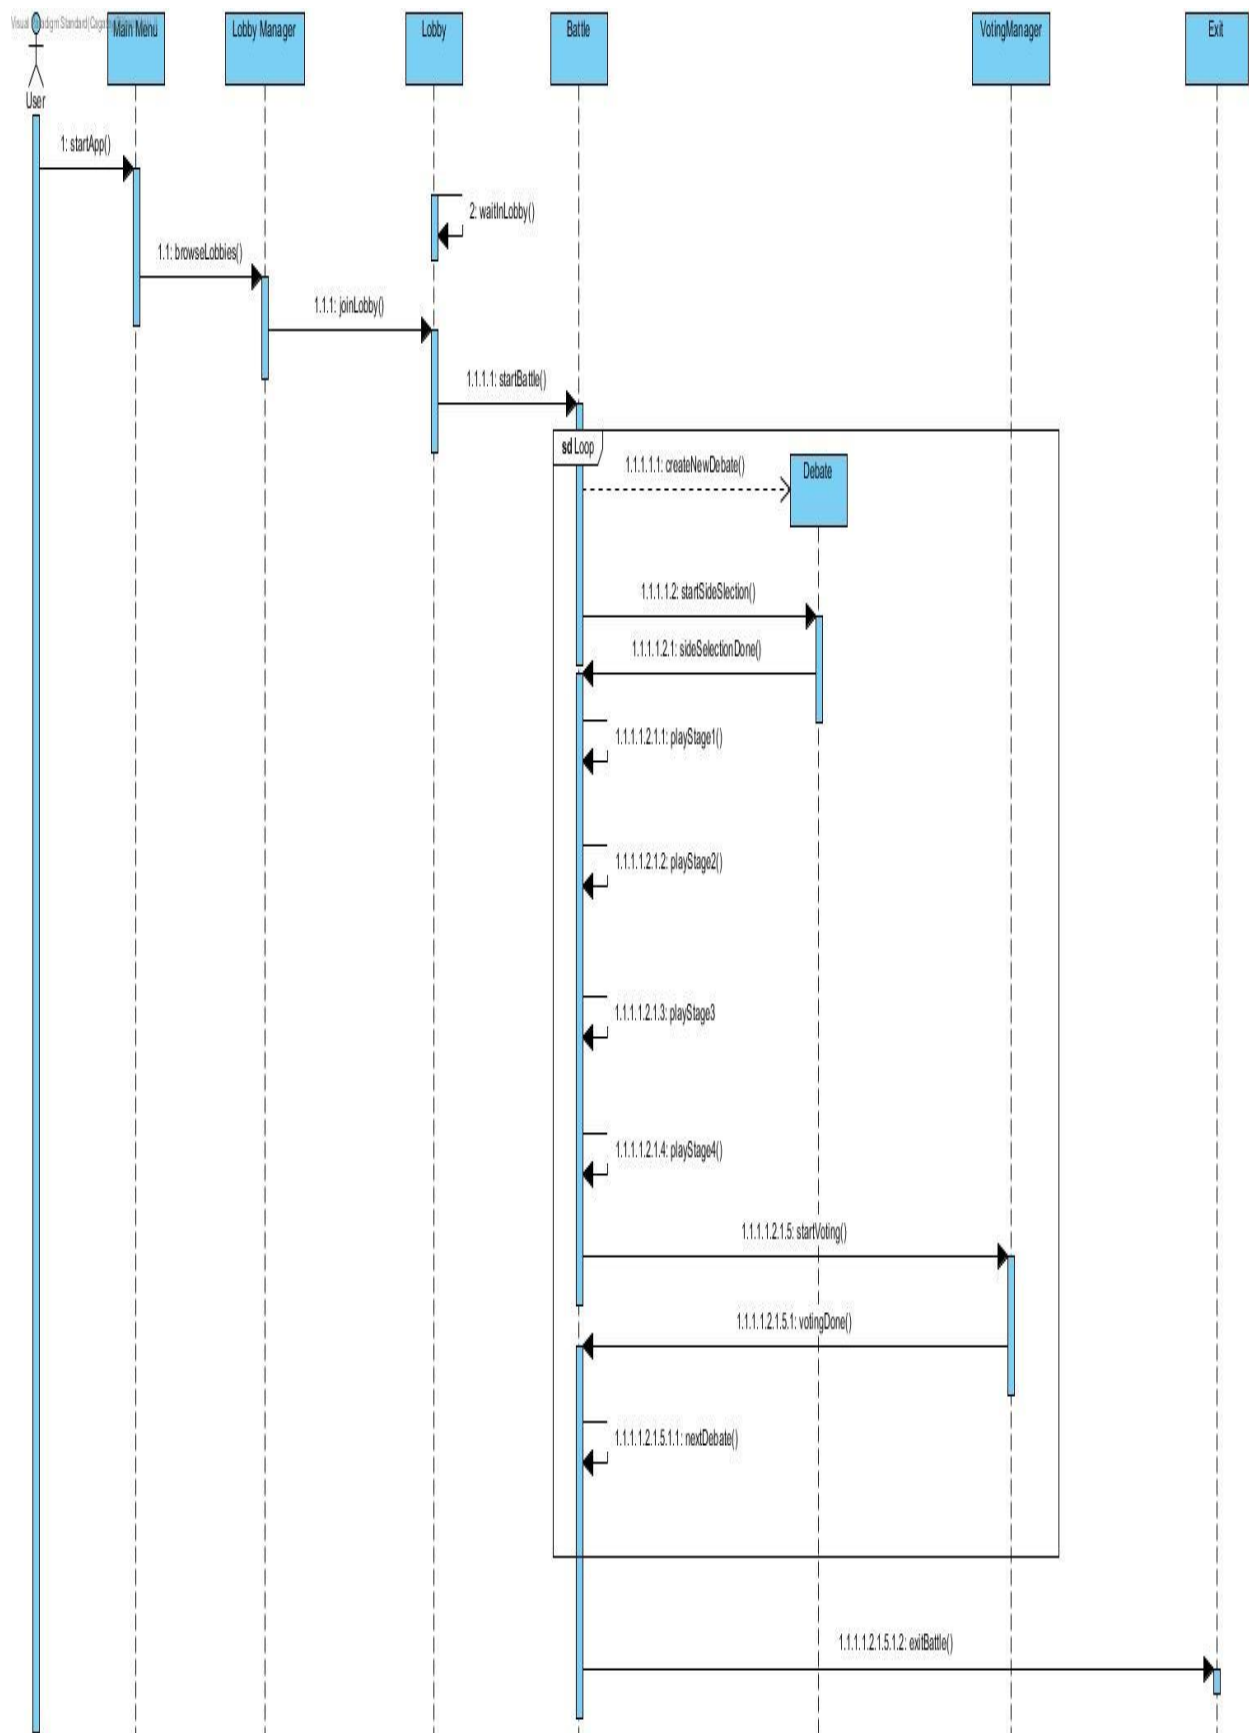 Visual Paradigm Standard
Main Menu
Lobby Manager
Lobby
Battle
VotingManager
Exit
User
1: startApp()
2: waitInLobby()
1.1: browseLobbies()
1.1.1: joinLobby()
1.1.1.1: startBattle()
sd Loop
1.1.1.1.1: createNewDebate()
Debate
1.1.1.1.2: startSideSlection()
1.1.1.1.2.1: sideSelectionDone()
1.1.1.1.2.1.1: playStage1()
1.1.1.1.2.1.2: playStage2()
1.1.1.1.2.1.3: playStage3
1.1.1.1.2.1.4: playStage4()
1.1.1.1.2.1.5: startVoting()
1.1.1.1.2.1.5.1: votingDone()
1.1.1.1.2.1.5.1.1: nextDebate()
1.1.1.1.2.1.5.1.2: exitBattle()